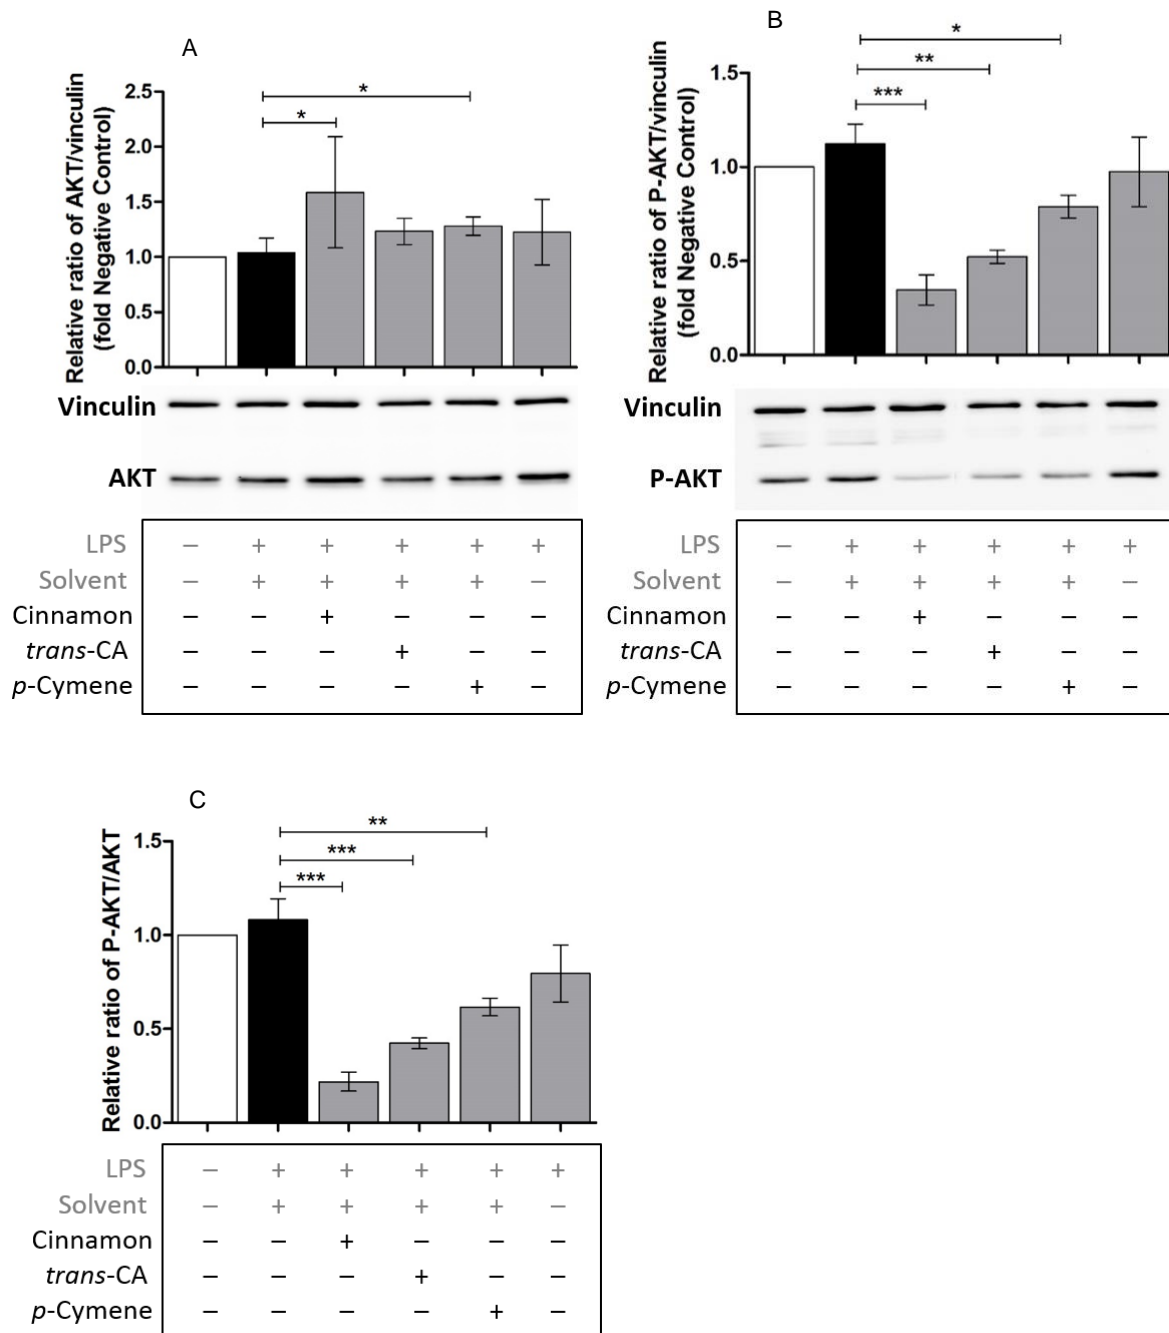 A
Relative ratio of AKT/vinculin
(fold Negative Control)
*
*
2.5
2.0
1.5
1.0
0.5
0.0
Vinculin
AKT
LPS – + + + + +
Solvent – + + + + –
Cinnamon – – + – – –
trans-CA – – – + – –
p-Cymene – – – – + –
B
Relative ratio of P-AKT/vinculin
(fold Negative Control)
*
**
***
1.5
1.0
0.5
0.0
Vinculin
P-AKT
LPS – + + + + +
Solvent – + + + + –
Cinnamon – – + – – –
trans-CA – – – + – –
p-Cymene – – – – + –
C
Relative ratio of P-AKT/AKT
**
***
***
1.5
1.0
0.5
0.0
LPS – + + + + +
Solvent – + + + + –
Cinnamon – – + – – –
trans-CA – – – + – –
p-Cymene – – – – + –